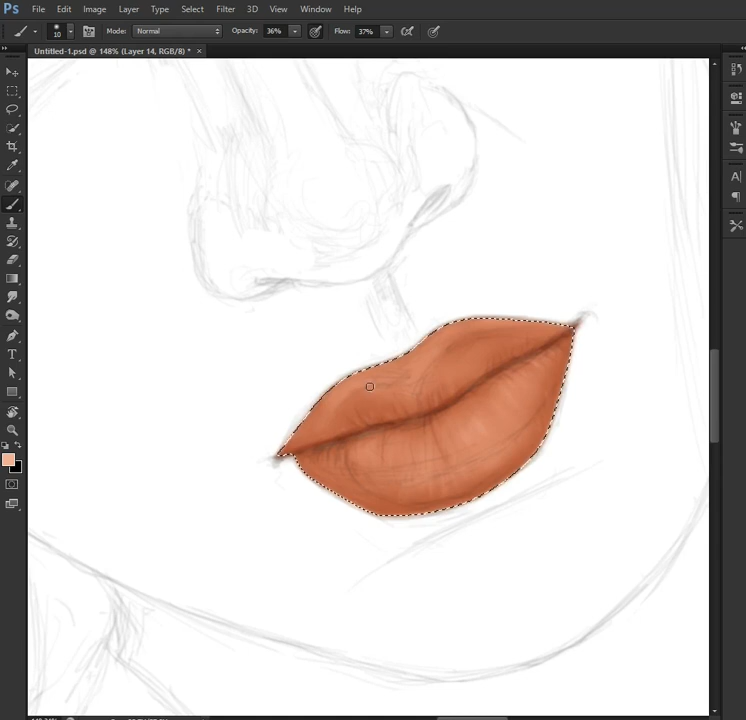 Ps File Edit Image Layer Type Select Filter 3D View Window Help
10 Mode: Normal Opacity: 36% Flow: 37%
Untitled-1.psd @ 148% (Layer 14, RGB/8) * ×
T
A